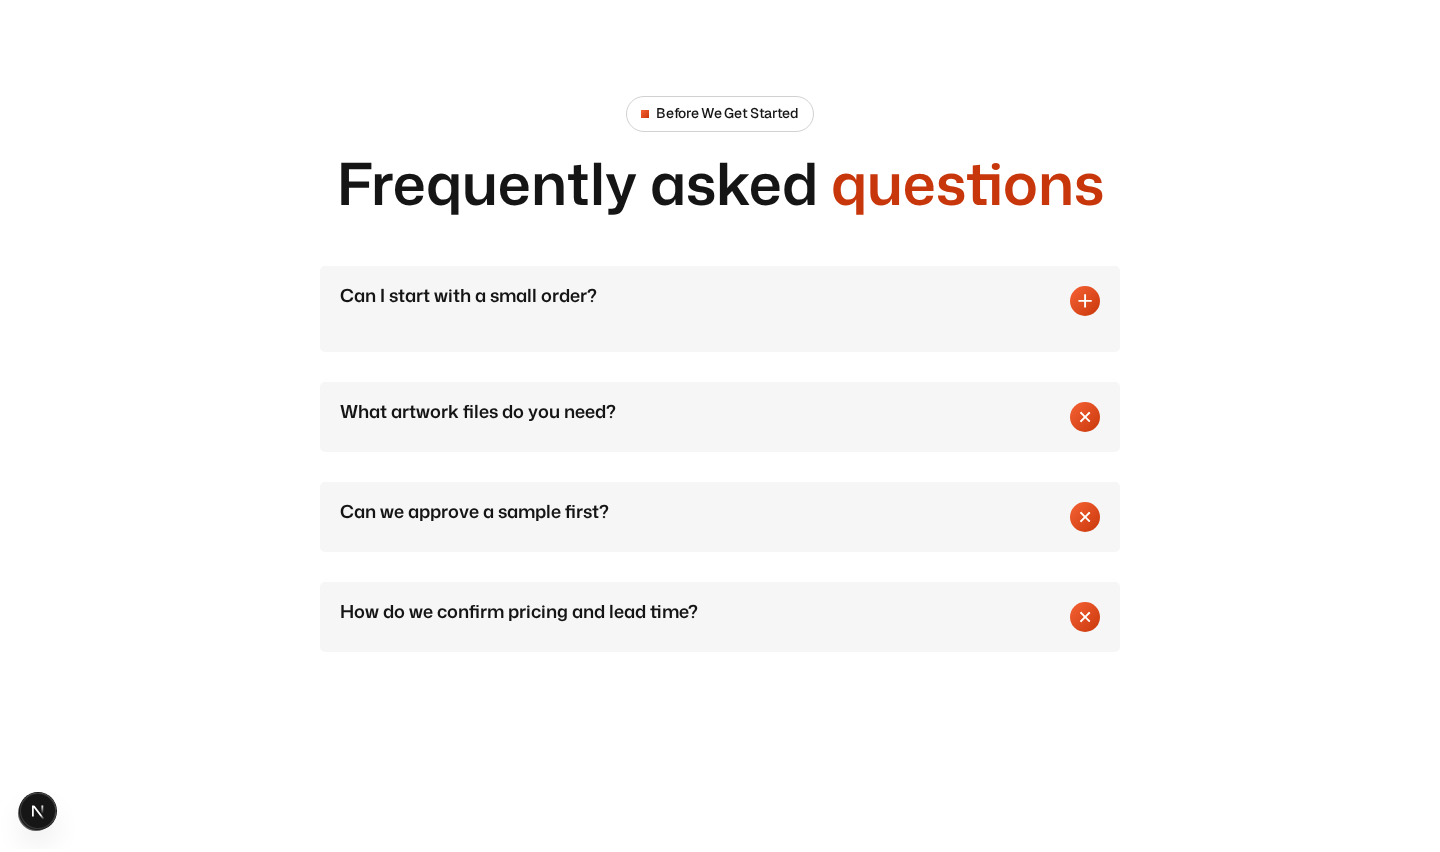 Before We Get Started
Frequently asked questions
Can I start with a small order?
What artwork files do you need?
Can we approve a sample first?
How do we confirm pricing and lead time?
N